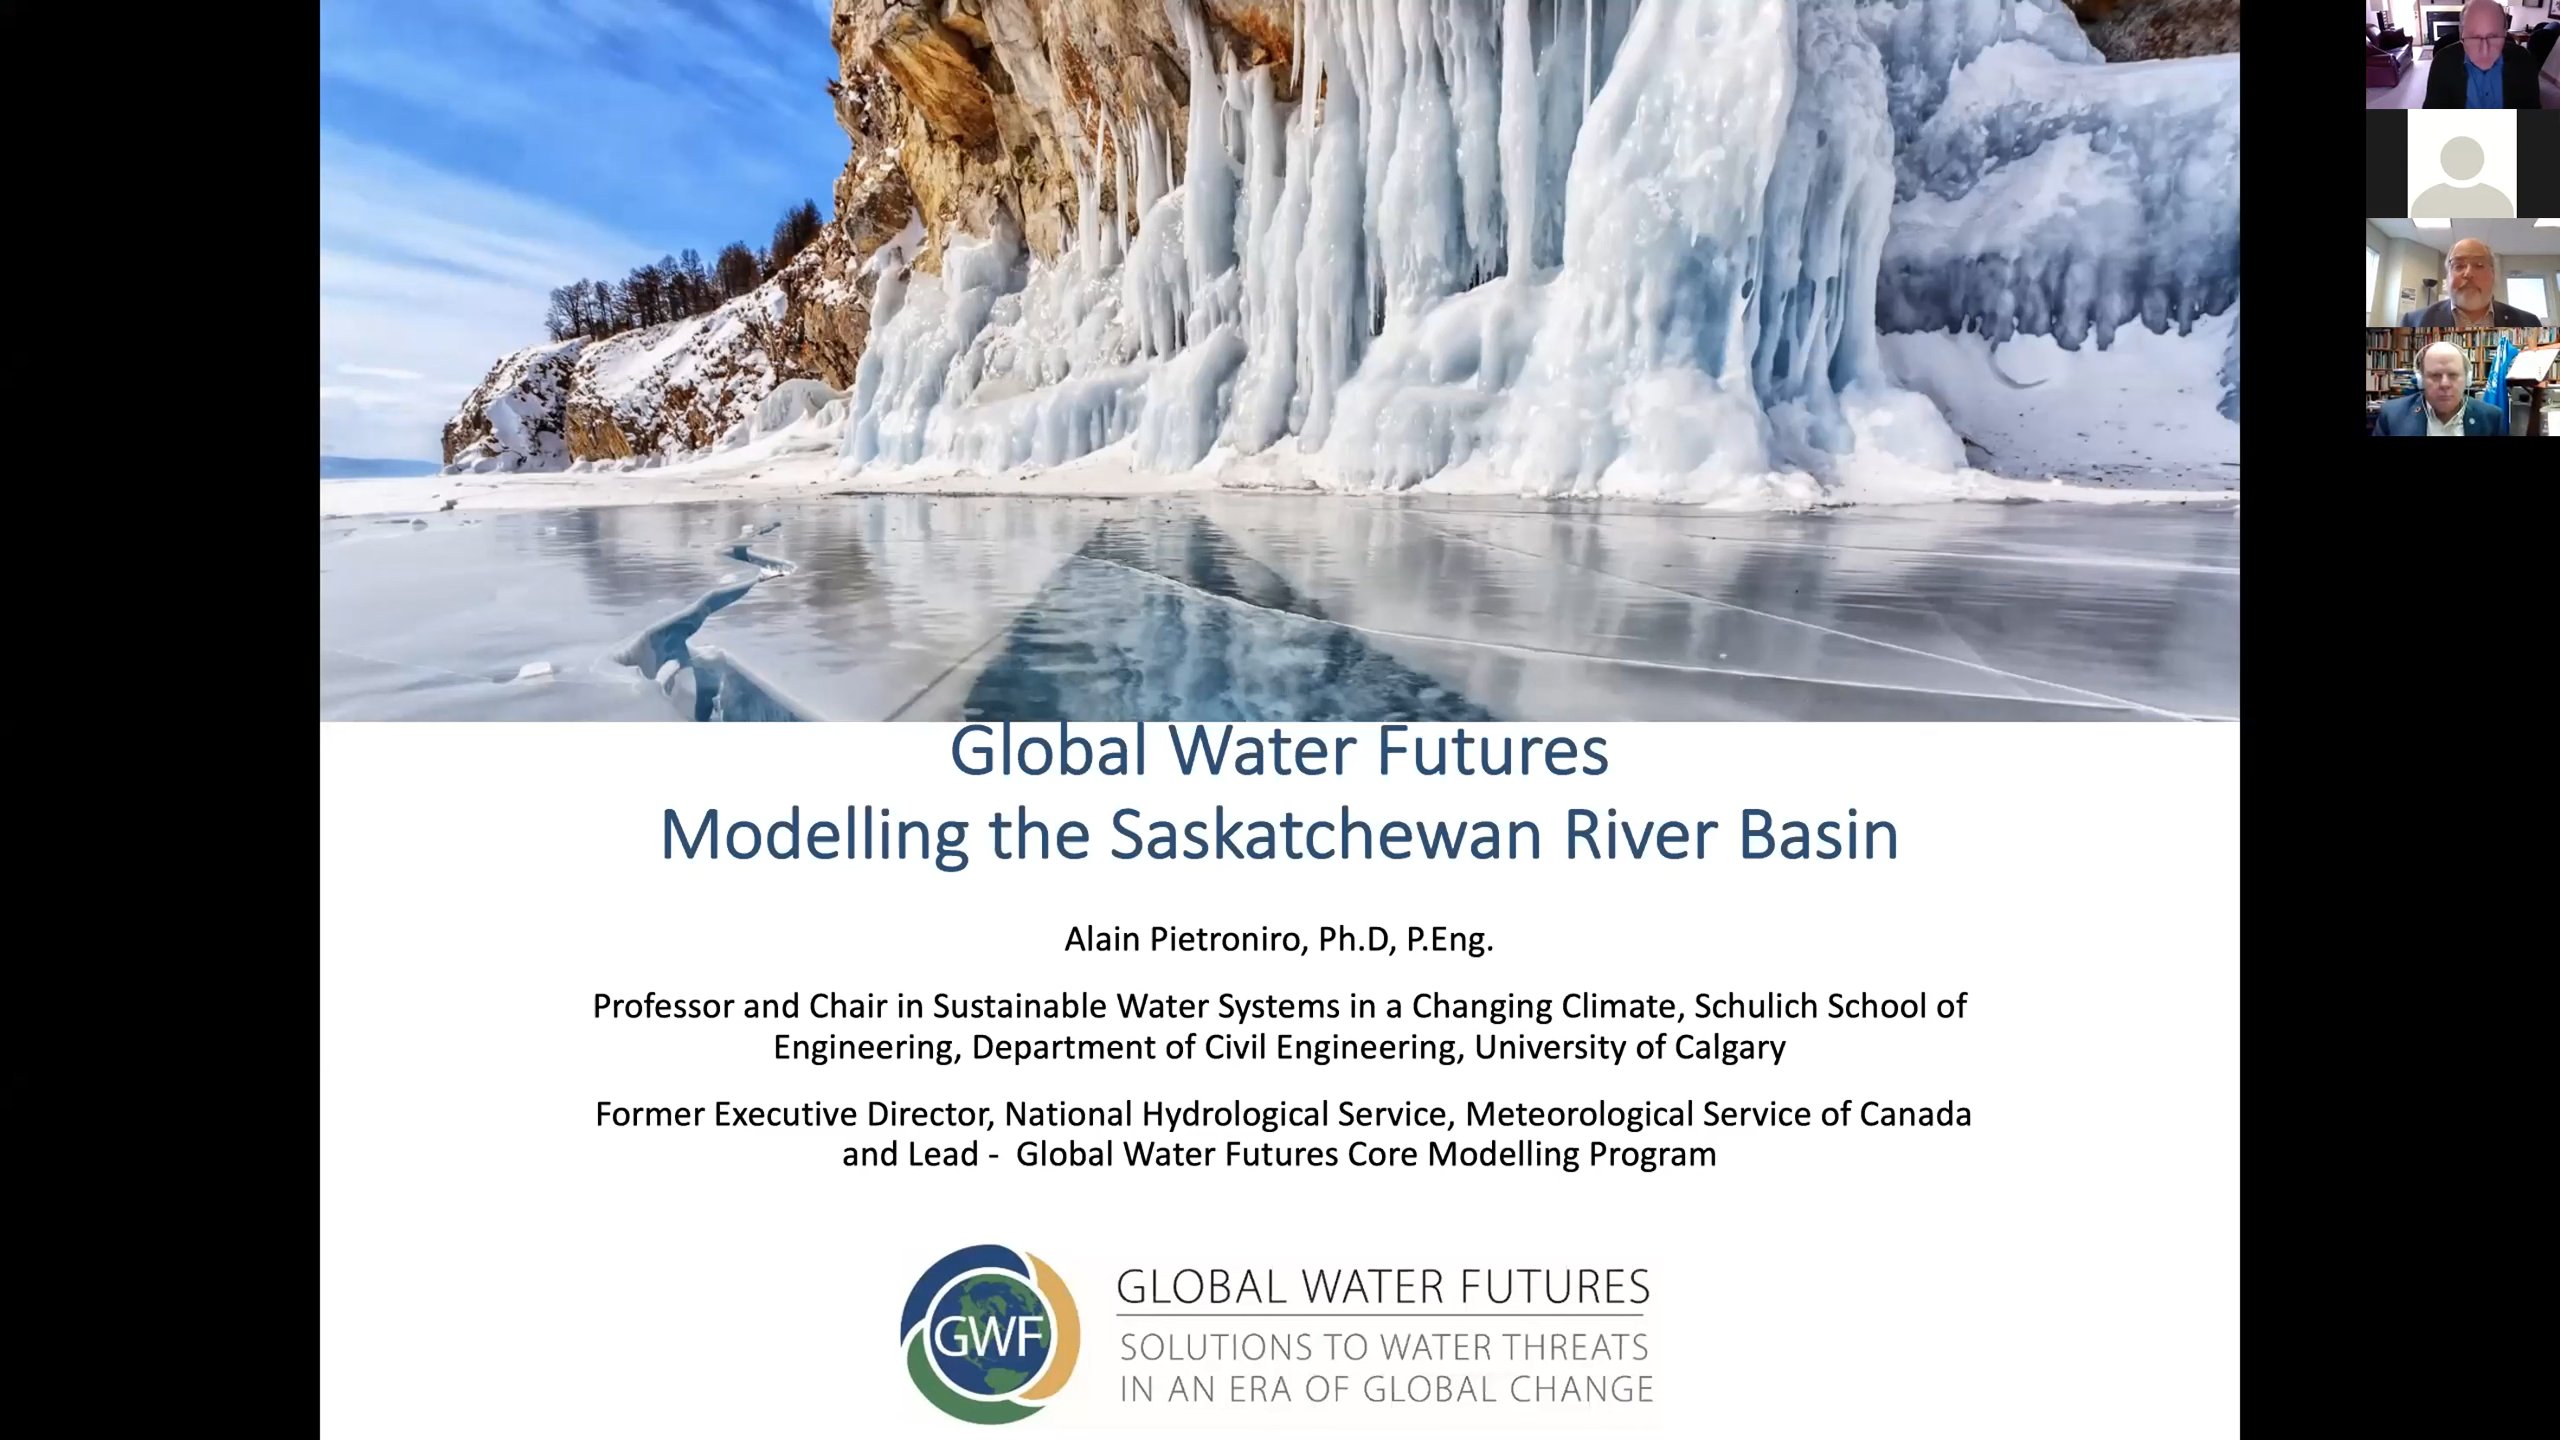 Global Water Futures
Modelling the Saskatchewan River Basin
Alain Pietroniro, Ph.D, P.Eng.
Professor and Chair in Sustainable Water Systems in a Changing Climate, Schulich School of
Engineering, Department of Civil Engineering, University of Calgary
Former Executive Director, National Hydrological Service, Meteorological Service of Canada
and Lead - Global Water Futures Core Modelling Program
GWF
GLOBAL WATER FUTURES
SOLUTIONS TO WATER THREATS
IN AN ERA OF GLOBAL CHANGE